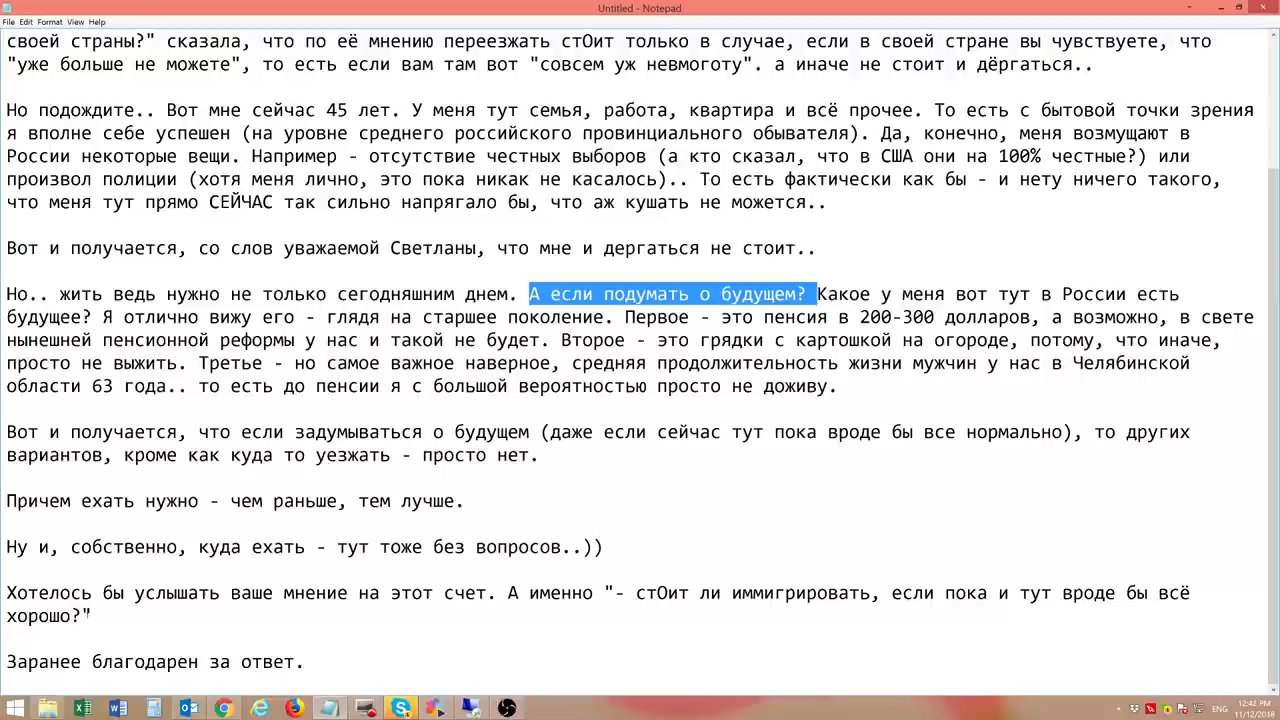 Untitled - Notepad
File Edit Format View Help
своей страны?" сказала, что по её мнению переезжать стОит только в случае, если в своей стране вы чувствуете, что
"уже больше не можете", то есть если вам там вот "совсем уж невмоготу". а иначе не стоит и дёргаться..
Но подождите.. Вот мне сейчас 45 лет. У меня тут семья, работа, квартира и всё прочее. То есть с бытовой точки зрения
я вполне себе успешен (на уровне среднего российского провинциального обывателя). Да, конечно, меня возмущают в
России некоторые вещи. Например - отсутствие честных выборов (а кто сказал, что в США они на 100% честные?) или
произвол полиции (хотя меня лично, это пока никак не касалось).. То есть фактически как бы - и нету ничего такого,
что меня тут прямо СЕЙЧАС так сильно напрягало бы, что аж кушать не можется..
Вот и получается, со слов уважаемой Светланы, что мне и дергаться не стоит..
Но.. жить ведь нужно не только сегодняшним днем. А если подумать о будущем? Какое у меня вот тут в России есть
будущее? Я отлично вижу его - глядя на старшее поколение. Первое - это пенсия в 200-300 долларов, а возможно, в свете
нынешней пенсионной реформы у нас и такой не будет. Второе - это грядки с картошкой на огороде, потому, что иначе,
просто не выжить. Третье - но самое важное наверное, средняя продолжительность жизни мужчин у нас в Челябинской
области 63 года.. то есть до пенсии я с большой вероятностью просто не доживу.
Вот и получается, что если задумываться о будущем (даже если сейчас тут пока вроде бы все нормально), то других
вариантов, кроме как куда то уезжать - просто нет.
Причем ехать нужно - чем раньше, тем лучше.
Ну и, собственно, куда ехать - тут тоже без вопросов..))
Хотелось бы услышать ваше мнение на этот счет. А именно "- стОит ли иммигрировать, если пока и тут вроде бы всё
хорошо?"
Заранее благодарен за ответ.
ENG
12:42 PM
11/12/2018